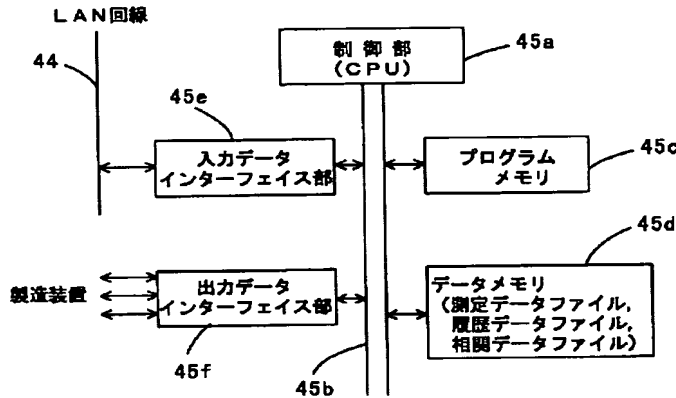 LAN回線
44
制御部
(CPU)
45a
45e
入力データ
インターフェイス部
プログラム
メモリ
45c
45d
製造装置
出力データ
インターフェイス部
データメモリ
(測定データファイル,
履歴データファイル,
相関データファイル)
45f
45b